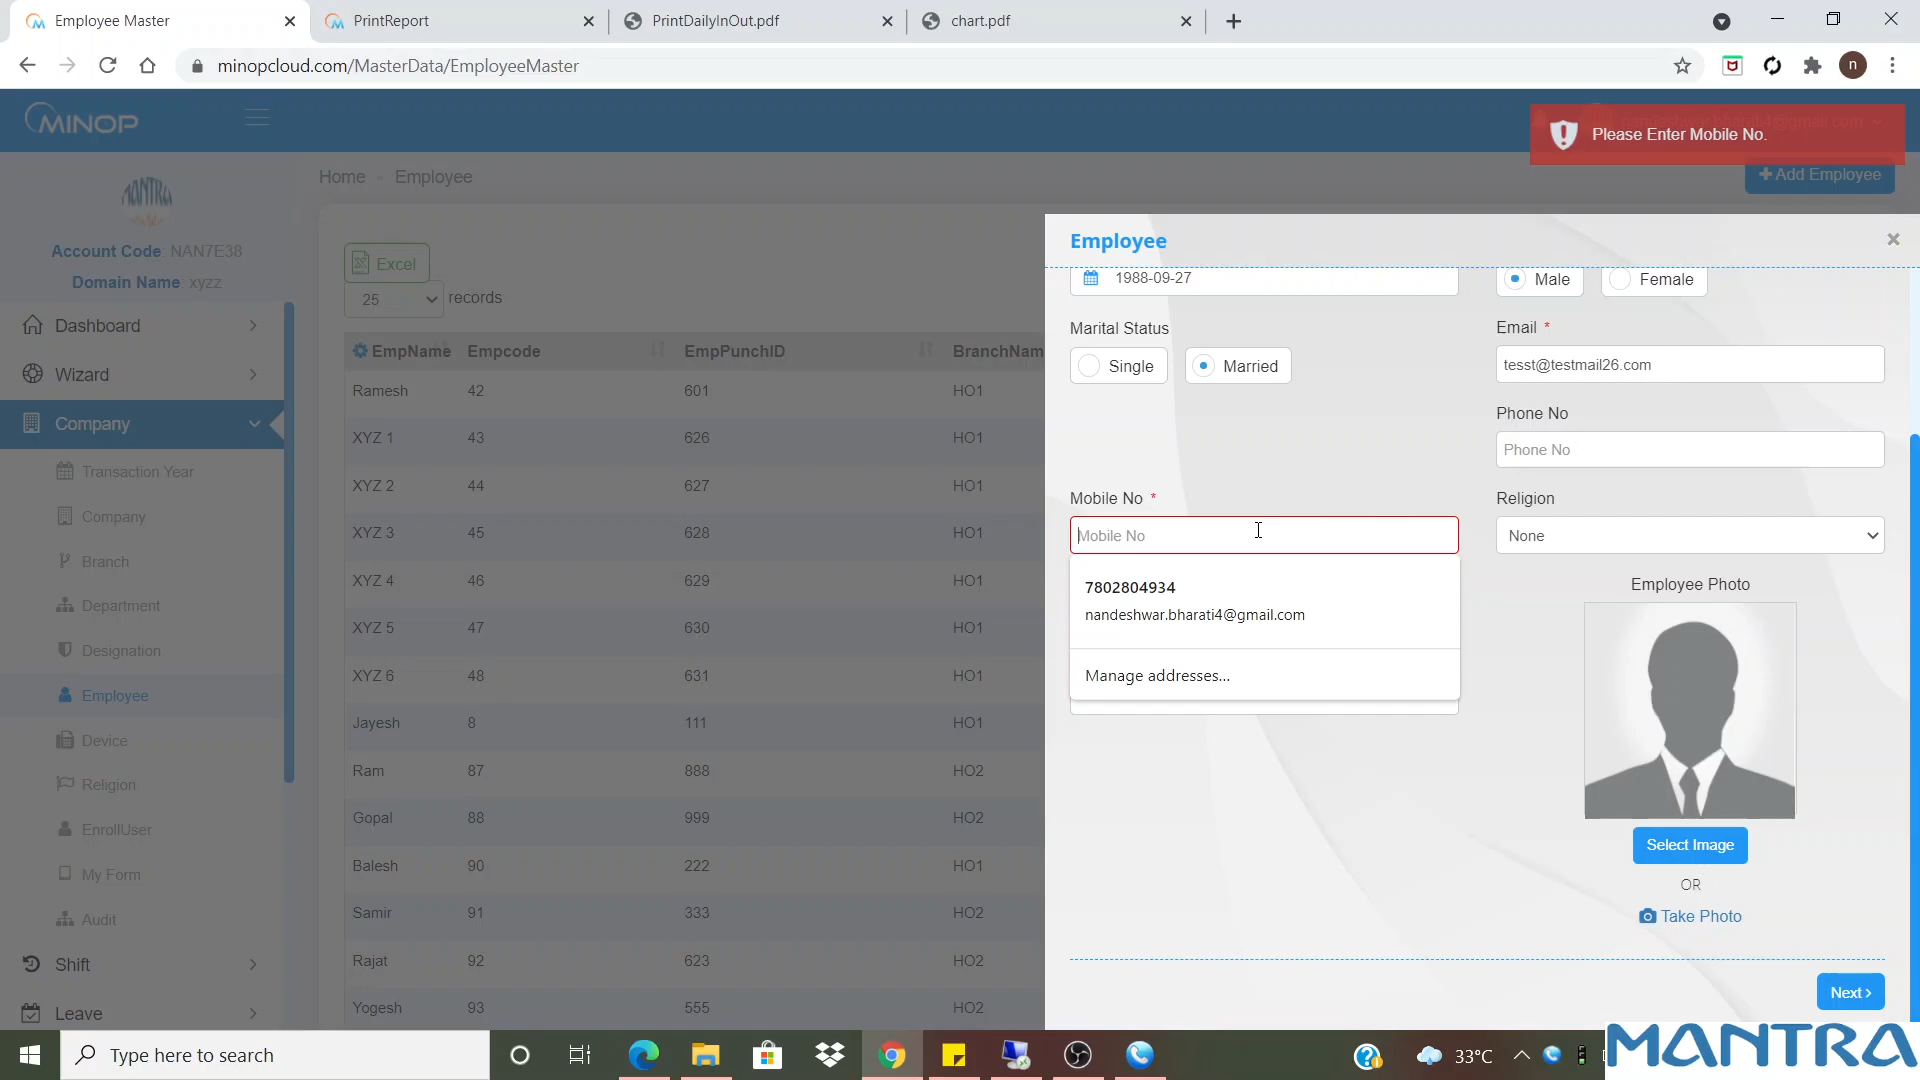 Employee Master
PrintReport
PrintDailyInOut.pdf
chart.pdf
minopcloud.com/MasterData/EmployeeMaster
n
MINOP
Please Enter Mobile No.
MANTRA
Home
Employee
Add Employee
Account Code: NAN7E38
Domain Name: xyzz
Dashboard
Wizard
Company
Transaction Year
Company
Branch
Department
Designation
Employee
Device
Religion
EnrollUser
My Form
Audit
Shift
Leave
Excel
25 records
EmpName Empcode EmpPunchID BranchNam
Ramesh 42 601 HO1
XYZ 1 43 626 HO1
XYZ 2 44 627 HO1
XYZ 3 45 628 HO1
XYZ 4 46 629 HO1
XYZ 5 47 630 HO1
XYZ 6 48 631 HO1
Jayesh 8 111 HO1
Ram 87 888 HO2
Gopal 88 999 HO2
Balesh 90 222 HO1
Samir 91 333 HO2
Rajat 92 623 HO2
Yogesh 93 555 HO2
Employee
1988-09-27
Male Female
Marital Status
Single Married
Email *
tesst@testmail26.com
Phone No
Phone No
Mobile No *
Mobile No
7802804934
nandeshwar.bharati4@gmail.com
Manage addresses...
Religion
None
Employee Photo
Select Image
OR
Take Photo
Next
Type here to search
33°C
MANTRA